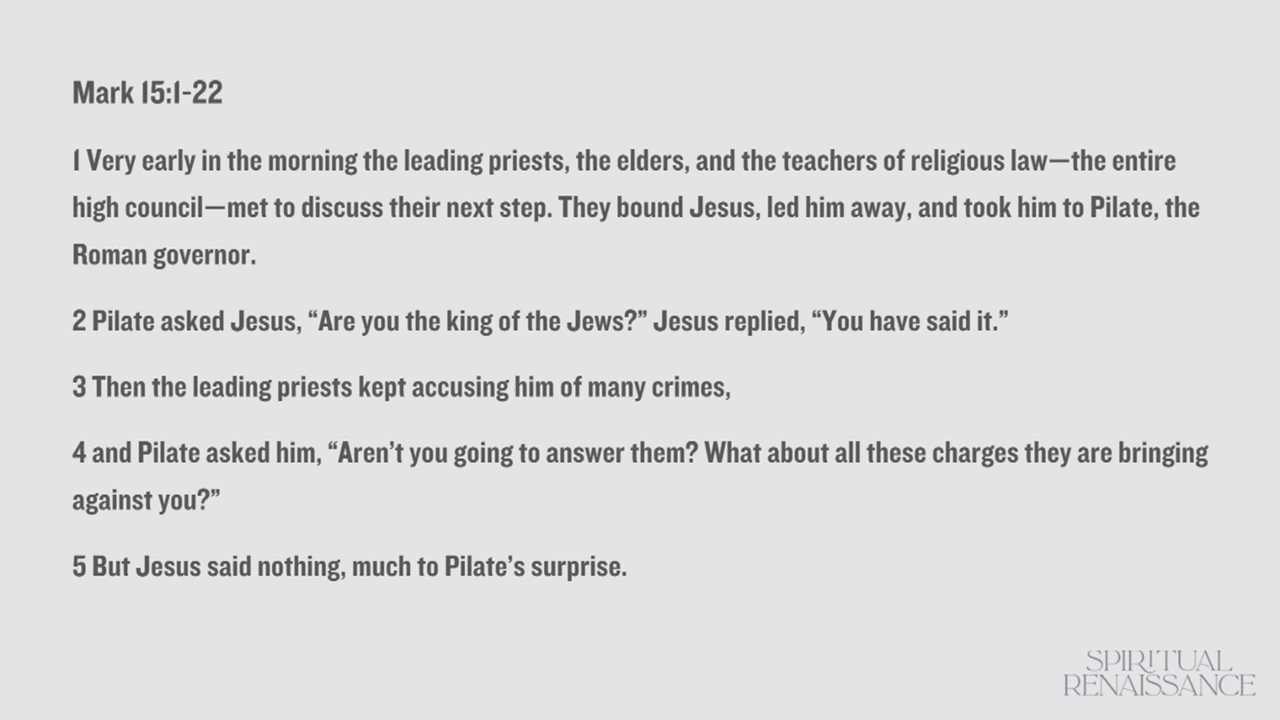 Mark 15:1-22
1 Very early in the morning the leading priests, the elders, and the teachers of religious law—the entire
high council—met to discuss their next step. They bound Jesus, led him away, and took him to Pilate, the
Roman governor.
2 Pilate asked Jesus, “Are you the king of the Jews?” Jesus replied, “You have said it.”
3 Then the leading priests kept accusing him of many crimes,
4 and Pilate asked him, “Aren’t you going to answer them? What about all these charges they are bringing
against you?”
5 But Jesus said nothing, much to Pilate’s surprise.
SPIRITUAL
RENAISSANCE